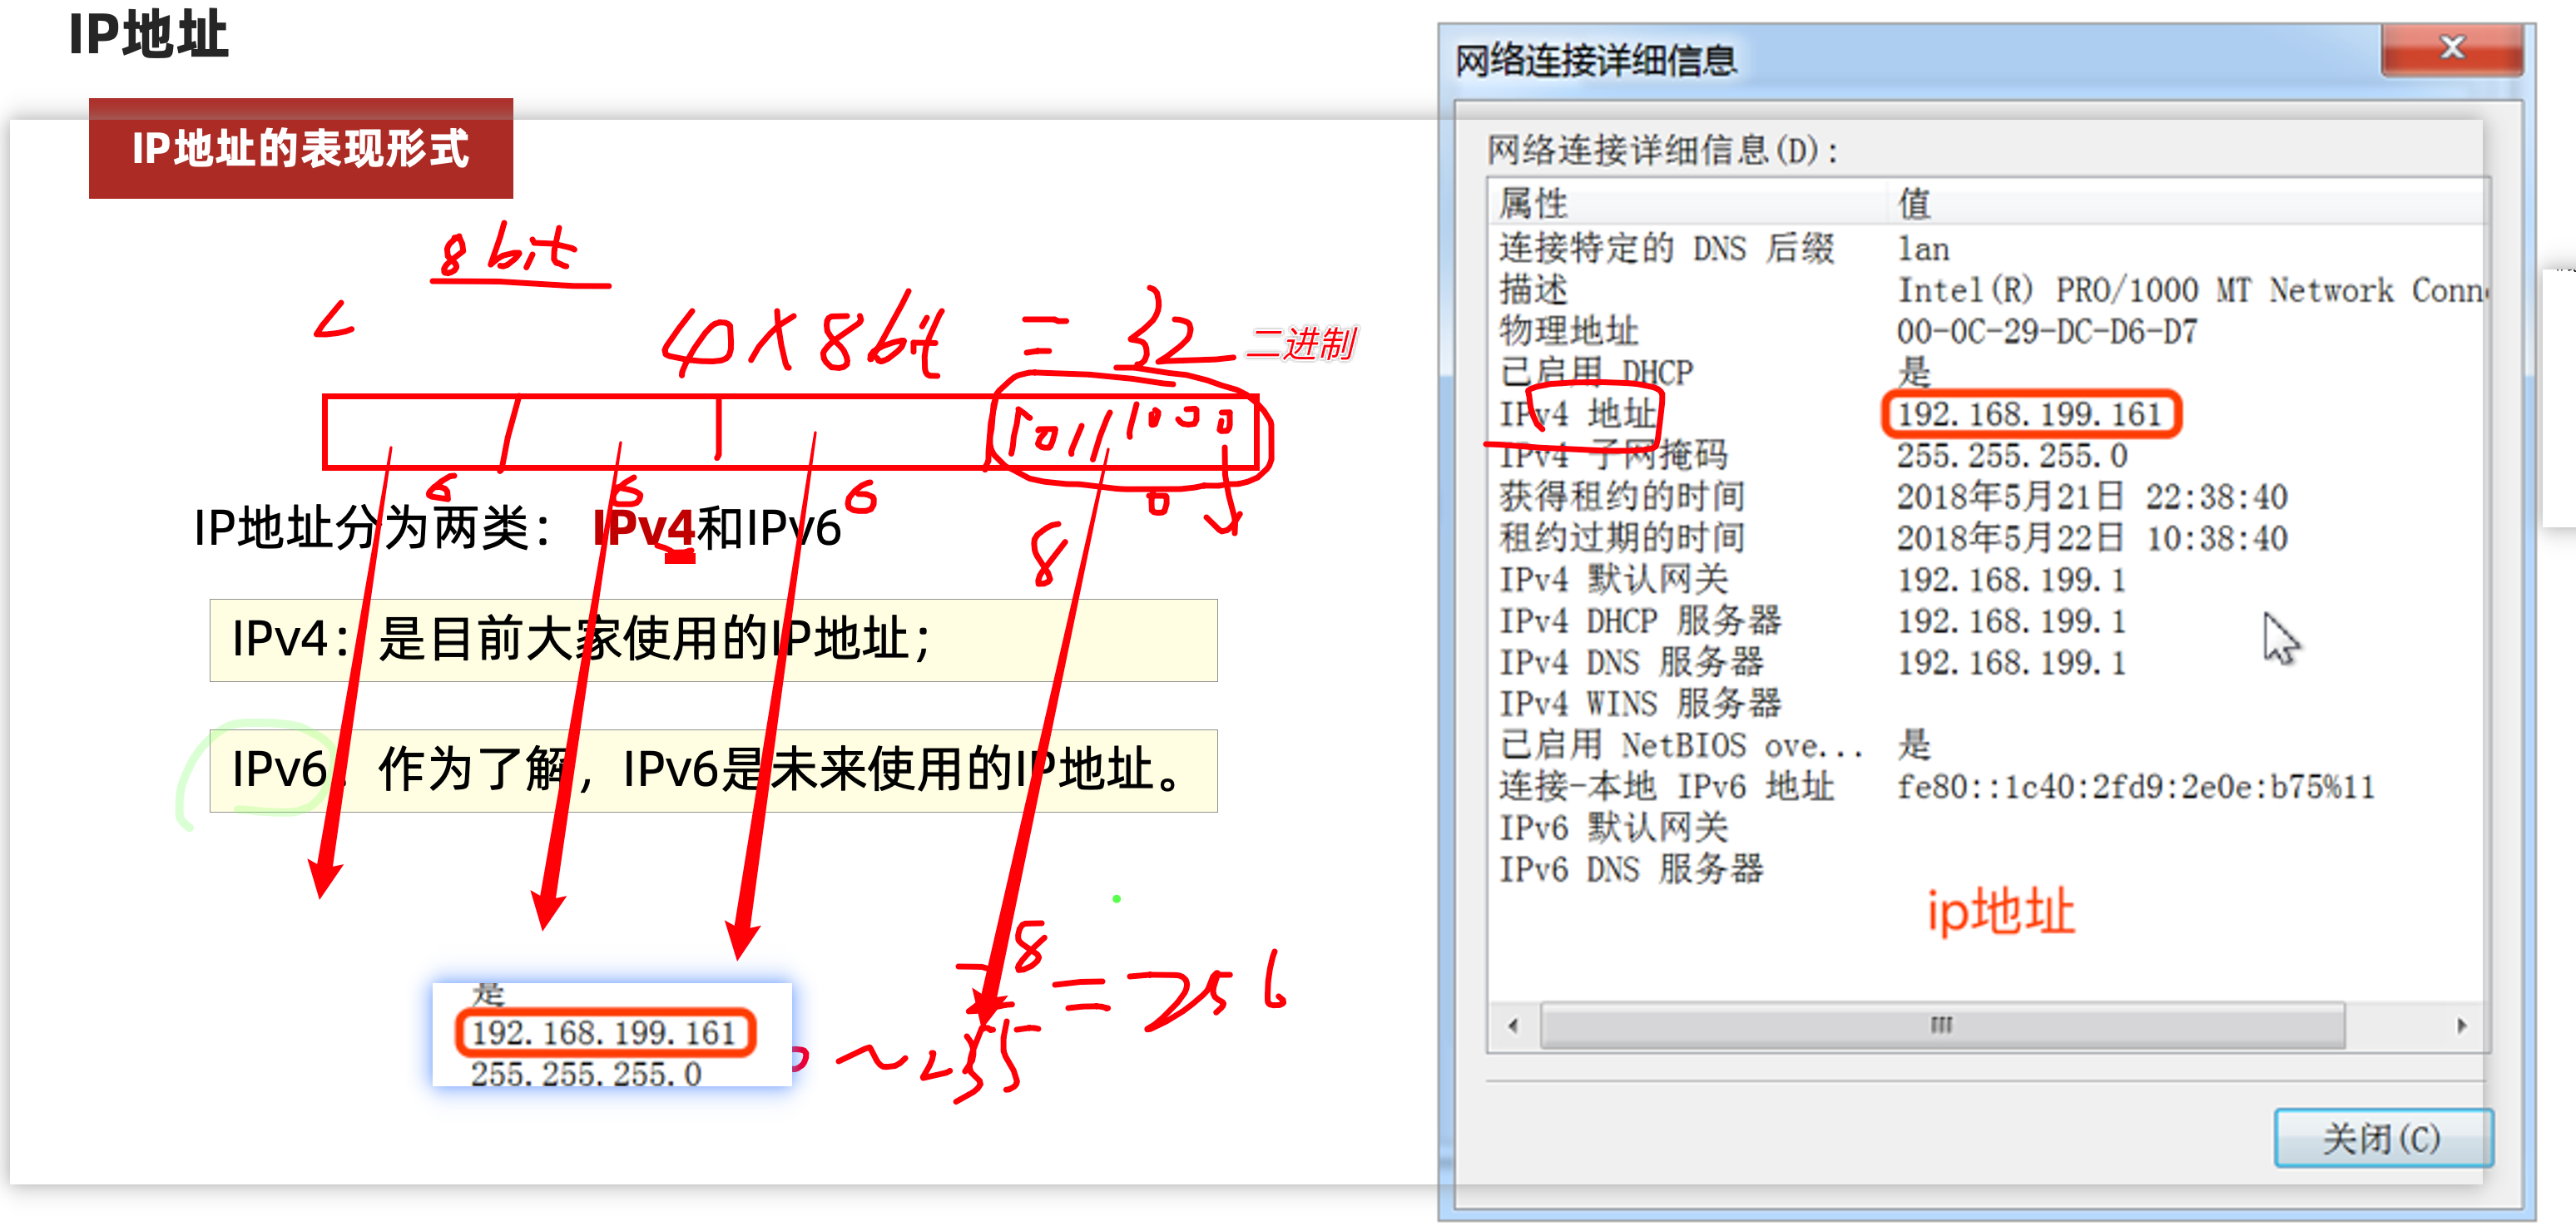 IP地址
IP地址的表现形式
8bit
4×8bit = 32 二进制
1011 1000
IP地址分为两类： IPv4和IPv6
8
IPv4：是目前大家使用的IP地址；
IPv6：作为了解，IPv6是未来使用的IP地址。
8
= 256
是
192.168.199.161
255.255.255.0
0 ~ 255
网络连接详细信息
网络连接详细信息(D):
属性 值
连接特定的 DNS 后缀 lan
描述 Intel(R) PRO/1000 MT Network Conn
物理地址 00-0C-29-DC-D6-D7
已启用 DHCP 是
IPv4 地址 192.168.199.161
IPv4 子网掩码 255.255.255.0
获得租约的时间 2018年5月21日 22:38:40
租约过期的时间 2018年5月22日 10:38:40
IPv4 默认网关 192.168.199.1
IPv4 DHCP 服务器 192.168.199.1
IPv4 DNS 服务器 192.168.199.1
IPv4 WINS 服务器
已启用 NetBIOS ove... 是
连接-本地 IPv6 地址 fe80::1c40:2fd9:2e0e:b75%11
IPv6 默认网关
IPv6 DNS 服务器
ip地址
关闭(C)